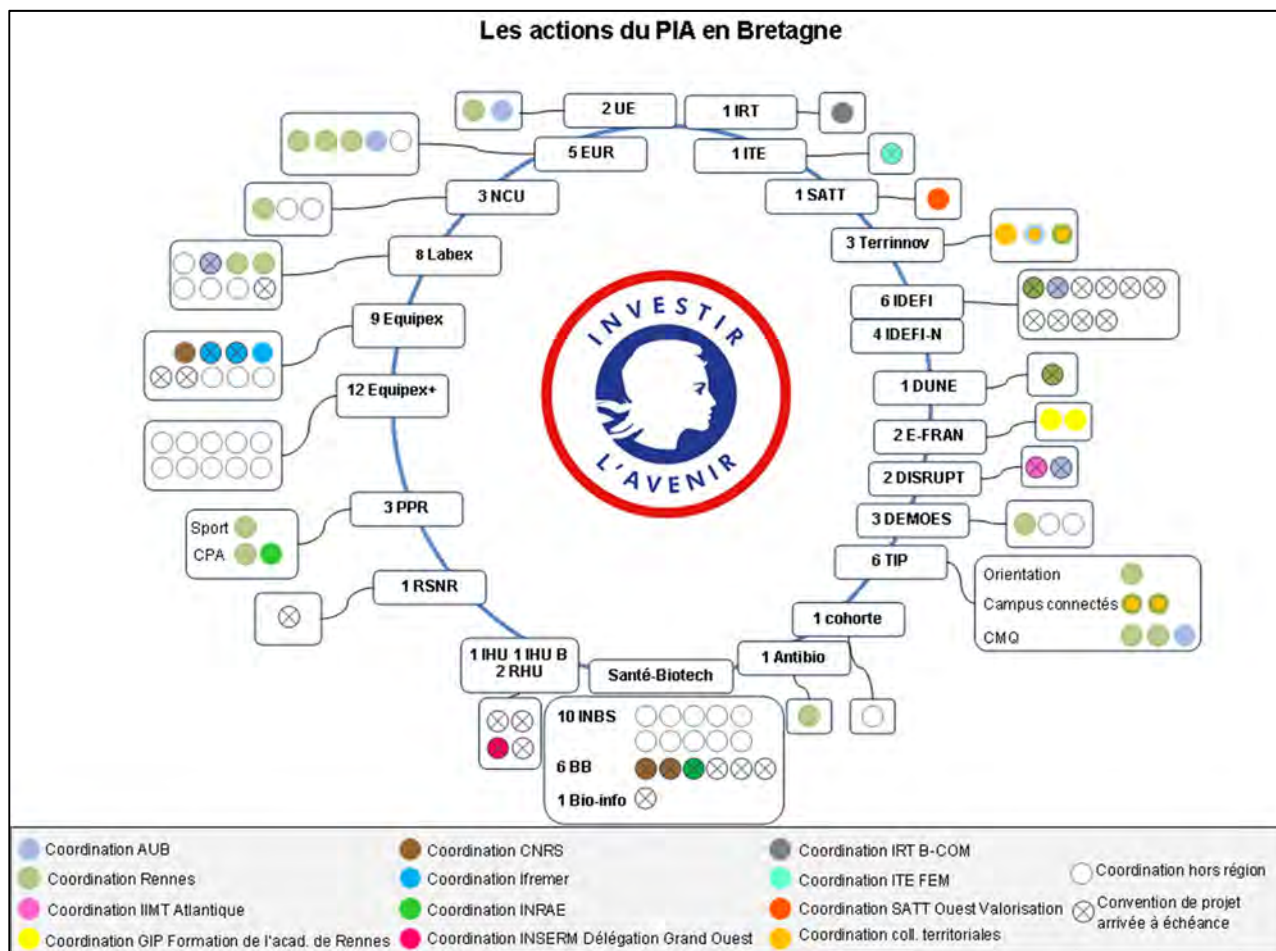 Les actions du PIA en Bretagne
2 UE
1 IRT
5 EUR
1 ITE
3 NCU
1 SATT
8 Labex
3 Terrinnov
9 Equipex
6 IDEFI
4 IDEFI-N
12 Equipex+
1 DUNE
2 E-FRAN
2 DISRUPT
3 PPR
3 DEMOES
Sport
CPA
6 TIP
1 RSNR
Orientation
Campus connectés
CMQ
1 cohorte
1 IHU 1 IHU B
2 RHU
Santé-Biotech
1 Antibio
10 INBS
6 BB
1 Bio-info
INVESTIR
L'AVENIR
Coordination AUB
Coordination Rennes
Coordination IIMT Atlantique
Coordination GIP Formation de l'acad. de Rennes
Coordination CNRS
Coordination Ifremer
Coordination INRAE
Coordination INSERM Délégation Grand Ouest
Coordination IRT B-COM
Coordination ITE FEM
Coordination SATT Ouest Valorisation
Coordination coll. territoriales
Coordination hors région
Convention de projet
arrivée à échéance